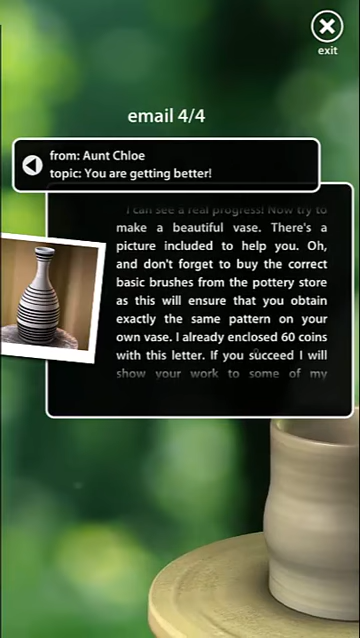 exit
email 4/4
from: Aunt Chloe
topic: You are getting better!
I can see a real progress! Now try to
make a beautiful vase. There's a
picture included to help you. Oh,
and don't forget to buy the correct
basic brushes from the pottery store
as this will ensure that you obtain
exactly the same pattern on your
own vase. I already enclosed 60 coins
with this letter. If you succeed I will
show your work to some of my